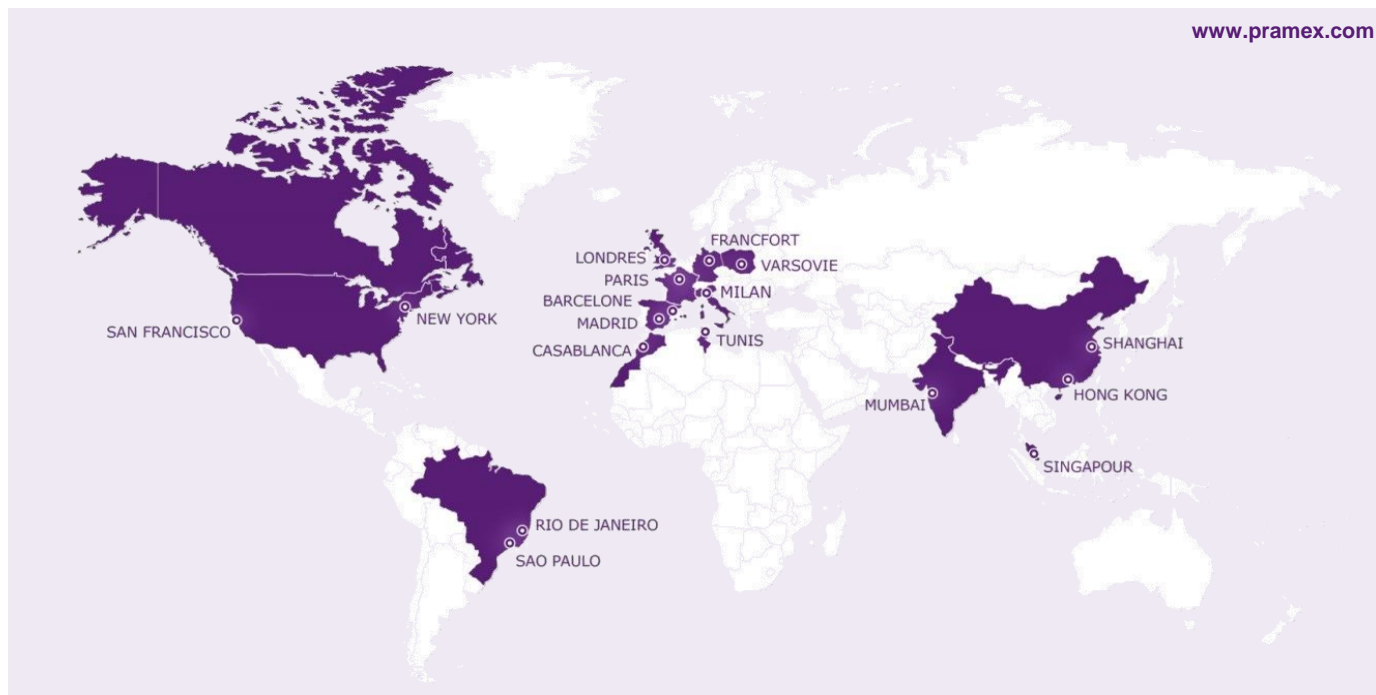 www.pramex.com
FRANCFORT
LONDRES
VARSOVIE
PARIS
MILAN
BARCELONE
NEW YORK
MADRID
SAN FRANCISCO
TUNIS
SHANGHAI
CASABLANCA
HONG KONG
MUMBAI
SINGAPOUR
RIO DE JANEIRO
SAO PAULO